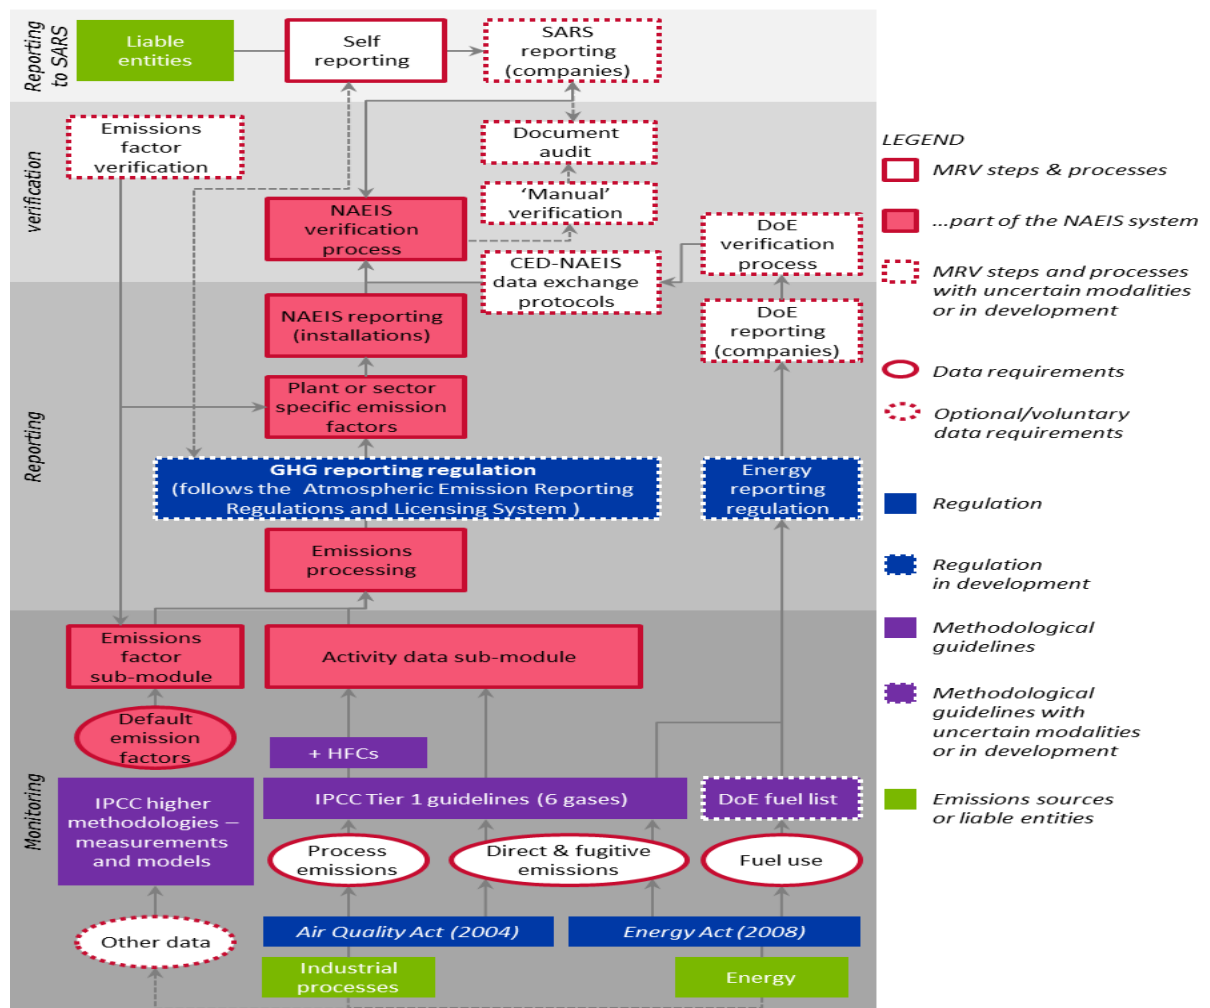 Reporting
to SARS
Liable
entities
Self
reporting
SARS
reporting
(companies)
verification
Emissions
factor
verification
Document
audit
‘Manual’
verification
NAEIS
verification
process
CED-NAEIS
data exchange
protocols
DoE
verification
process
Reporting
NAEIS reporting
(installations)
DoE
reporting
(companies)
Plant or sector
specific emission
factors
GHG reporting regulation
(follows the Atmospheric Emission Reporting
Regulations and Licensing System )
Energy
reporting
regulation
Emissions
processing
Monitoring
Emissions
factor
sub-module
Activity data sub-module
Default
emission
factors
+ HFCs
IPCC higher
methodologies –
measurements
and models
IPCC Tier 1 guidelines (6 gases)
DoE fuel list
Process
emissions
Direct & fugitive
emissions
Fuel use
Other data
Air Quality Act (2004)
Energy Act (2008)
Industrial
processes
Energy
LEGEND
MRV steps & processes
...part of the NAEIS system
MRV steps and processes
with uncertain modalities
or in development
Data requirements
Optional/voluntary
data requirements
Regulation
Regulation
in development
Methodological
guidelines
Methodological
guidelines with
uncertain modalities
or in development
Emissions sources
or liable entities